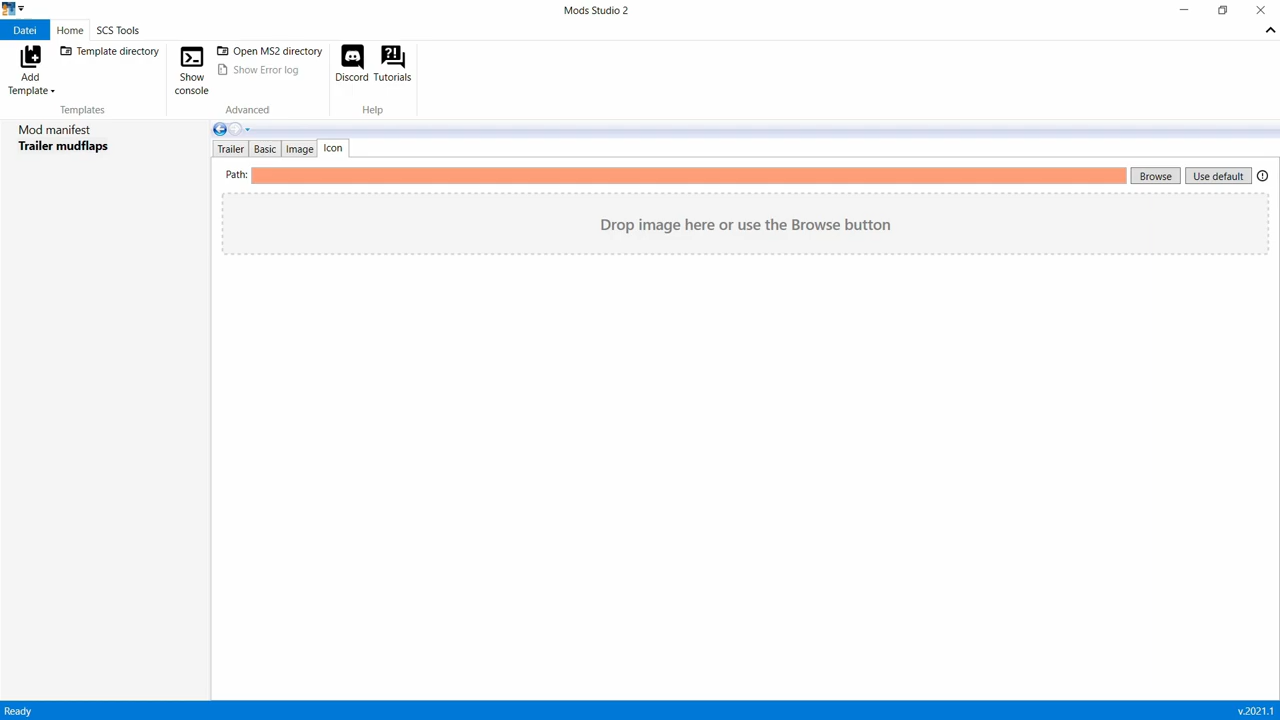 Mods Studio 2
Datei Home SCS Tools
Add Template
Template directory
Templates
Show console
Open MS2 directory
Show Error log
Advanced
Discord Tutorials
Help
Mod manifest
Trailer mudflaps
Trailer Basic Image Icon
Path: Browse Use default
Drop image here or use the Browse button
Ready v.2021.1